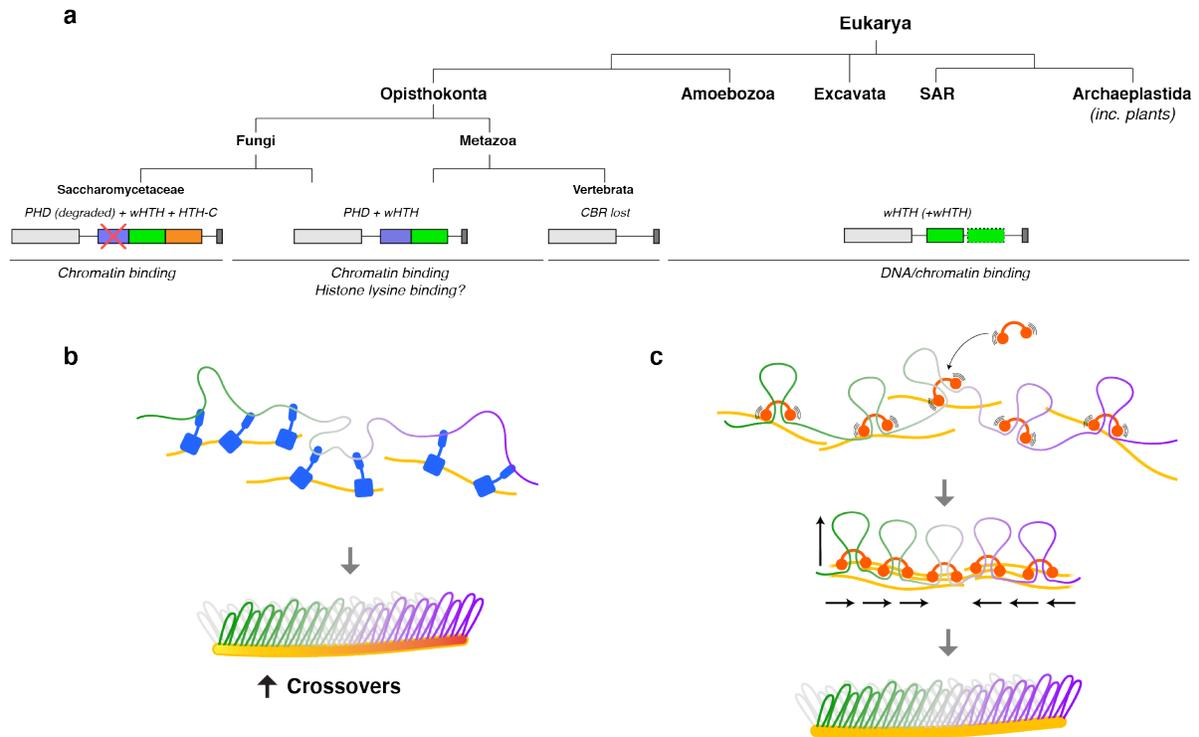 a
Eukarya
Opisthokonta
Amoebozoa
Excavata
SAR
Archaeplastida
(inc. plants)
Fungi
Metazoa
Saccharomycetaceae
Vertebrata
PHD (degraded) + wHTH + HTH-C
PHD + wHTH
CBR lost
wHTH (+wHTH)
Chromatin binding
Chromatin binding
Histone lysine binding?
DNA/chromatin binding
b
c
Crossovers